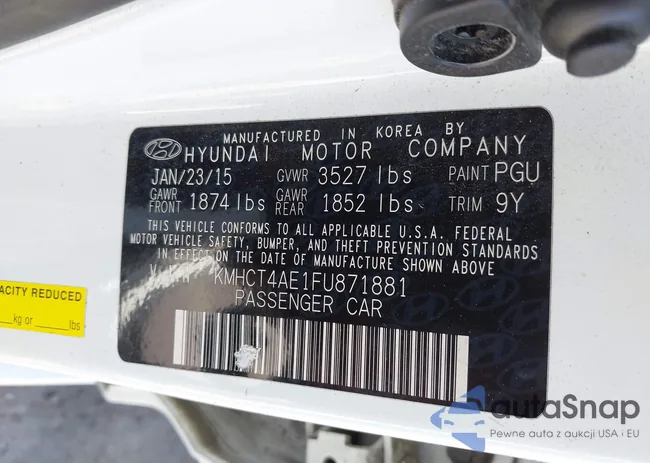 MANUFACTURED IN KOREA BY
HYUNDAI MOTOR COMPANY
JAN/23/15 GVWR 3527 lbs PAINT PGU
GAWR FRONT 1874 lbs GAWR REAR 1852 lbs TRIM 9Y
THIS VEHICLE CONFORMS TO ALL APPLICABLE U.S.A. FEDERAL
MOTOR VEHICLE SAFETY, BUMPER, AND THEFT PREVENTION STANDARDS
IN EFFECT ON THE DATE OF MANUFACTURE SHOWN ABOVE
KMHCT4AE1FU871881
PASSENGER CAR
ACITY REDUCED
kg or lbs
autaSnap
Pewne auta z aukcji USA i EU